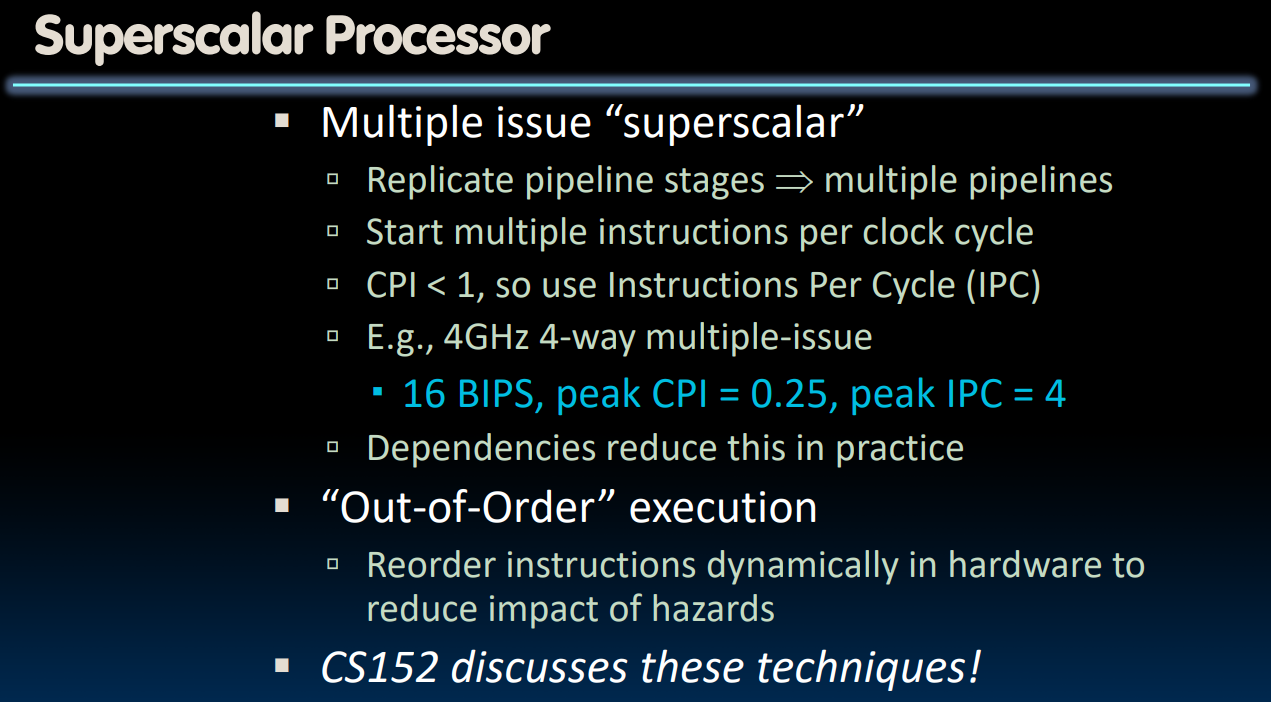 Superscalar Processor
Multiple issue “superscalar”
Replicate pipeline stages ⇒ multiple pipelines
Start multiple instructions per clock cycle
CPI < 1, so use Instructions Per Cycle (IPC)
E.g., 4GHz 4-way multiple-issue
16 BIPS, peak CPI = 0.25, peak IPC = 4
Dependencies reduce this in practice
“Out-of-Order” execution
Reorder instructions dynamically in hardware to
reduce impact of hazards
CS152 discusses these techniques!